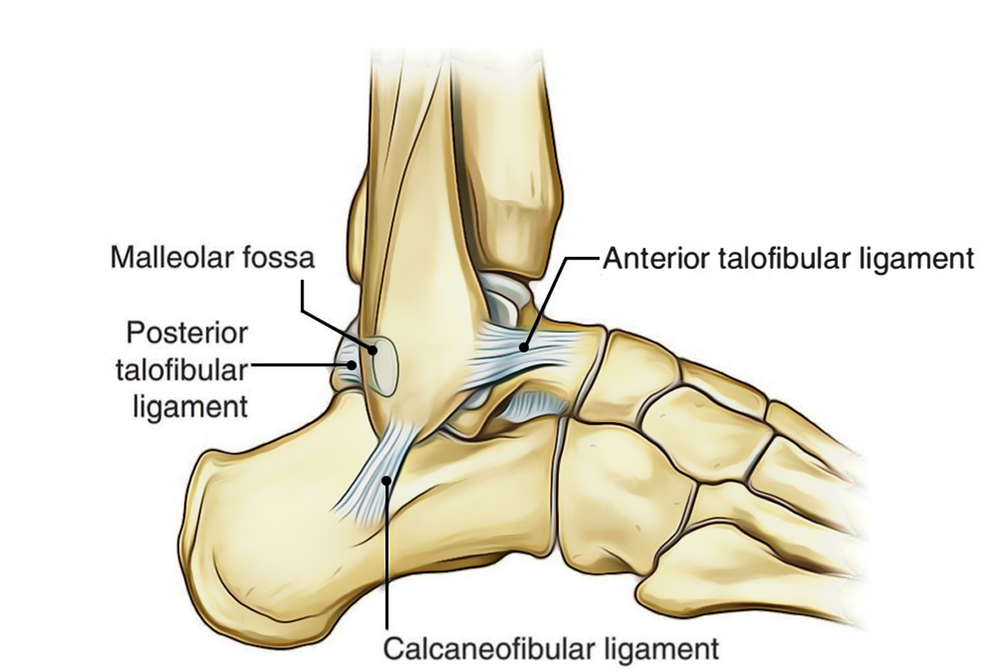 Malleolar fossa
Anterior talofibular ligament
Posterior
talofibular
ligament
Calcaneofibular ligament